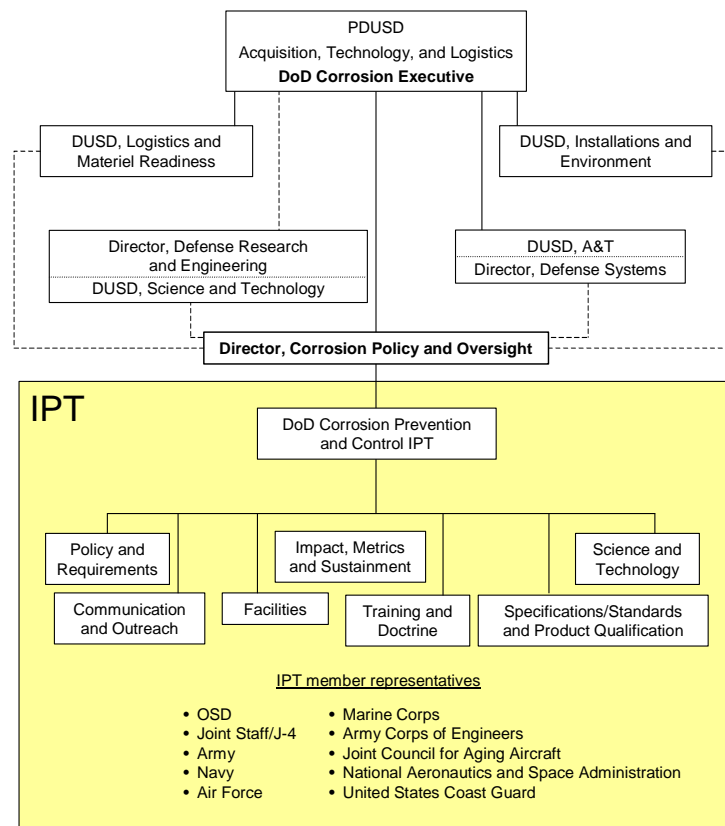 PDUSD
Acquisition, Technology, and Logistics
DoD Corrosion Executive
DUSD, Logistics and
Materiel Readiness
DUSD, Installations and
Environment
Director, Defense Research
and Engineering
DUSD, Science and Technology
DUSD, A&T
Director, Defense Systems
Director, Corrosion Policy and Oversight
IPT
DoD Corrosion Prevention
and Control IPT
Policy and
Requirements
Impact, Metrics
and Sustainment
Science and
Technology
Communication
and Outreach
Facilities
Training and
Doctrine
Specifications/Standards
and Product Qualification
IPT member representatives
• OSD
• Joint Staff/J-4
• Army
• Navy
• Air Force
• Marine Corps
• Army Corps of Engineers
• Joint Council for Aging Aircraft
• National Aeronautics and Space Administration
• United States Coast Guard